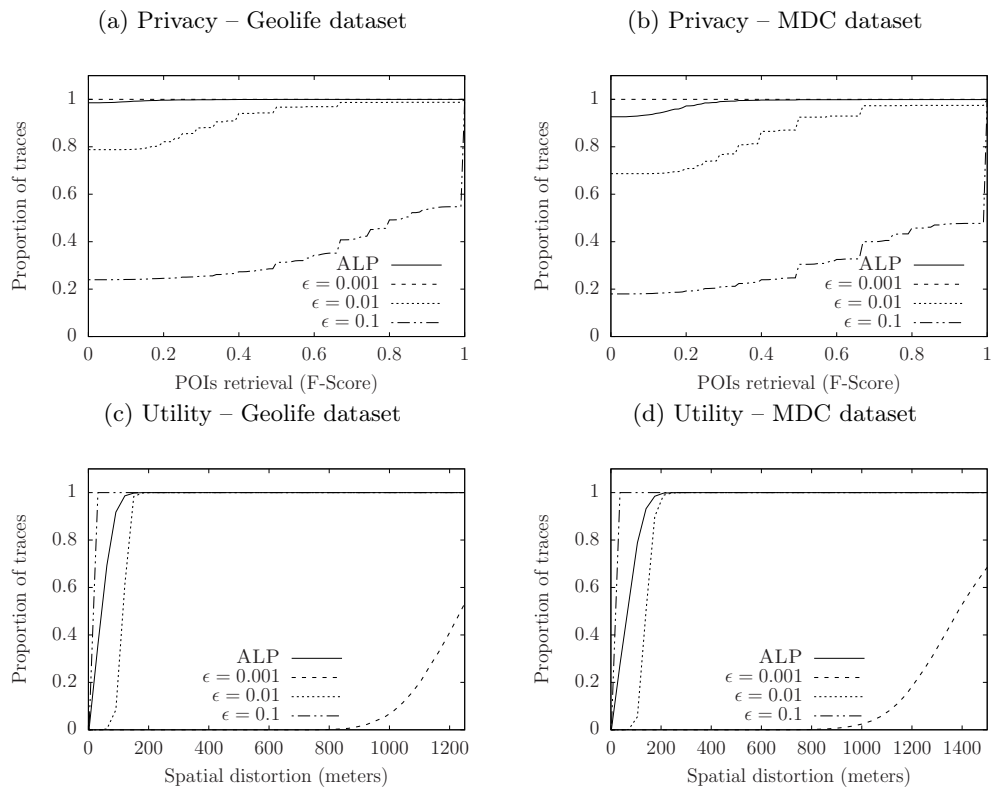 (a) Privacy – Geolife dataset
Proportion of traces
1
0.8
0.6
0.4
0.2
0
0 0.2 0.4 0.6 0.8 1
POIs retrieval (F-Score)
ALP
ϵ = 0.001
ϵ = 0.01
ϵ = 0.1
(b) Privacy – MDC dataset
Proportion of traces
1
0.8
0.6
0.4
0.2
0
0 0.2 0.4 0.6 0.8 1
POIs retrieval (F-Score)
ALP
ϵ = 0.001
ϵ = 0.01
ϵ = 0.1
(c) Utility – Geolife dataset
Proportion of traces
1
0.8
0.6
0.4
0.2
0
0 200 400 600 800 1000 1200
Spatial distortion (meters)
ALP
ϵ = 0.001
ϵ = 0.01
ϵ = 0.1
(d) Utility – MDC dataset
Proportion of traces
1
0.8
0.6
0.4
0.2
0
0 200 400 600 800 1000 1200 1400
Spatial distortion (meters)
ALP
ϵ = 0.001
ϵ = 0.01
ϵ = 0.1